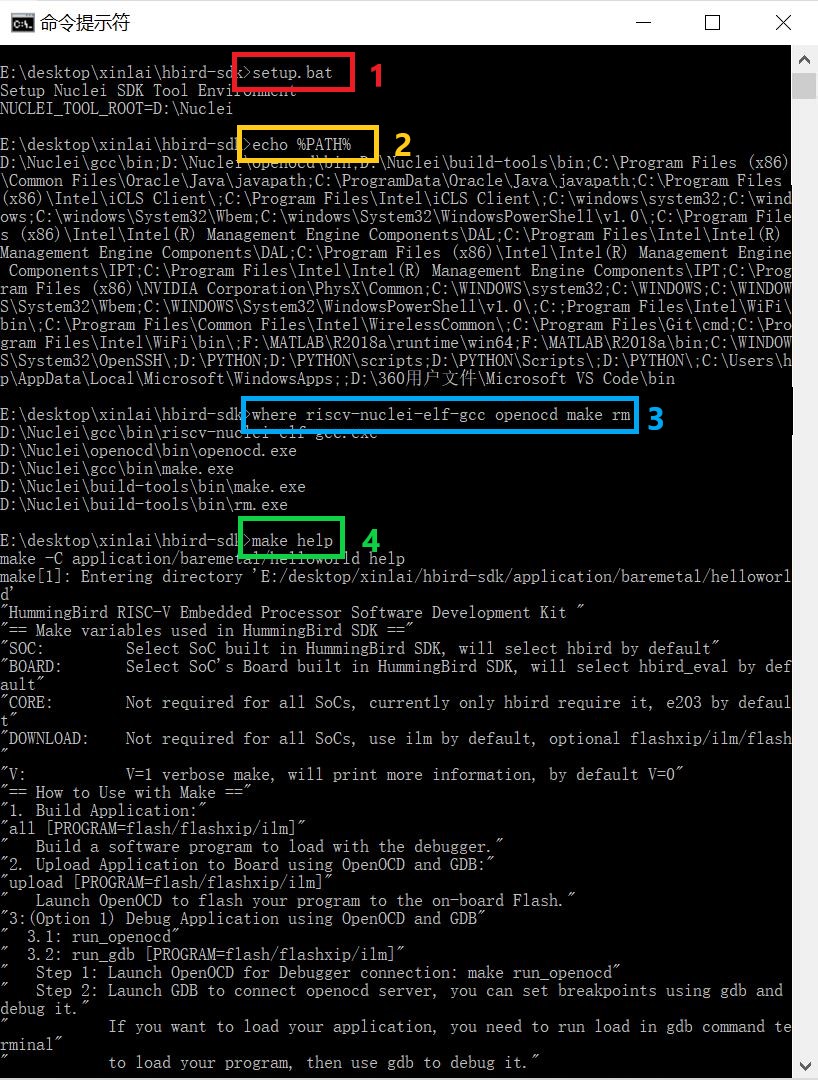 命令提示符
E:\desktop\xinlai\hbird-sdk>setup.bat
1
Setup Nuclei SDK Tool Environment
NUCLEI_TOOL_ROOT=D:\Nuclei
E:\desktop\xinlai\hbird-sdk>echo %PATH%
2
D:\Nuclei\gcc\bin;D:\Nuclei\openocd\bin;D:\Nuclei\build-tools\bin;C:\Program Files (x86)
\Common Files\Oracle\Java\javapath;C:\ProgramData\Oracle\Java\javapath;C:\Program Files
(x86)\Intel\iCLS Client\;C:\Program Files\Intel\iCLS Client\;C:\windows\system32;C:\wind
ows;C:\windows\System32\Wbem;C:\windows\System32\WindowsPowerShell\v1.0\;C:\Program File
s (x86)\Intel\Intel(R) Management Engine Components\DAL;C:\Program Files\Intel\Intel(R)
Management Engine Components\DAL;C:\Program Files (x86)\Intel\Intel(R) Management Engine
Components\IPT;C:\Program Files\Intel\Intel(R) Management Engine Components\IPT;C:\Prog
ram Files (x86)\NVIDIA Corporation\PhysX\Common;C:\WINDOWS\system32;C:\WINDOWS;C:\WINDOW
S\System32\Wbem;C:\WINDOWS\System32\WindowsPowerShell\v1.0\;C:;Program Files\Intel\WiFi\
bin\;C:\Program Files\Common Files\Intel\WirelessCommon\;C:\Program Files\Git\cmd;C:\Pro
gram Files\Intel\WiFi\bin\;F:\MATLAB\R2018a\runtime\win64;F:\MATLAB\R2018a\bin;C:\WINDOW
S\System32\OpenSSH\;D:\PYTHON;D:\PYTHON\scripts;D:\PYTHON\Scripts\;D:\PYTHON\;C:\Users\h
p\AppData\Local\Microsoft\WindowsApps;;D:\360用户文件\Microsoft VS Code\bin
E:\desktop\xinlai\hbird-sdk>where riscv-nuclei-elf-gcc openocd make rm
3
D:\Nuclei\gcc\bin\riscv-nuclei-elf-gcc.exe
D:\Nuclei\openocd\bin\openocd.exe
D:\Nuclei\gcc\bin\make.exe
D:\Nuclei\build-tools\bin\make.exe
D:\Nuclei\build-tools\bin\rm.exe
E:\desktop\xinlai\hbird-sdk>make help
4
make -C application/baremetal/helloworld help
make[1]: Entering directory 'E:/desktop/xinlai/hbird-sdk/application/baremetal/helloworl
d'
"HummingBird RISC-V Embedded Processor Software Development Kit "
"== Make variables used in HummingBird SDK =="
"SOC: Select SoC built in HummingBird SDK, will select hbird by default"
"BOARD: Select SoC's Board built in HummingBird SDK, will select hbird_eval by def
ault"
"CORE: Not required for all SoCs, currently only hbird require it, e203 by defaul
t"
"DOWNLOAD: Not required for all SoCs, use ilm by default, optional flashxip/ilm/flash
"
"V: V=1 verbose make, will print more information, by default V=0"
"== How to Use with Make =="
"1. Build Application:"
"all [PROGRAM=flash/flashxip/ilm]"
" Build a software program to load with the debugger."
"2. Upload Application to Board using OpenOCD and GDB:"
"upload [PROGRAM=flash/flashxip/ilm]"
" Launch OpenOCD to flash your program to the on-board Flash."
"3:(Option 1) Debug Application using OpenOCD and GDB"
" 3.1: run_openocd"
" 3.2: run_gdb [PROGRAM=flash/flashxip/ilm]"
" Step 1: Launch OpenOCD for Debugger connection: make run_openocd"
" Step 2: Launch GDB to connect openocd server, you can set breakpoints using gdb and
debug it."
" If you want to load your application, you need to run load in gdb command te
rminal"
" to load your program, then use gdb to debug it."